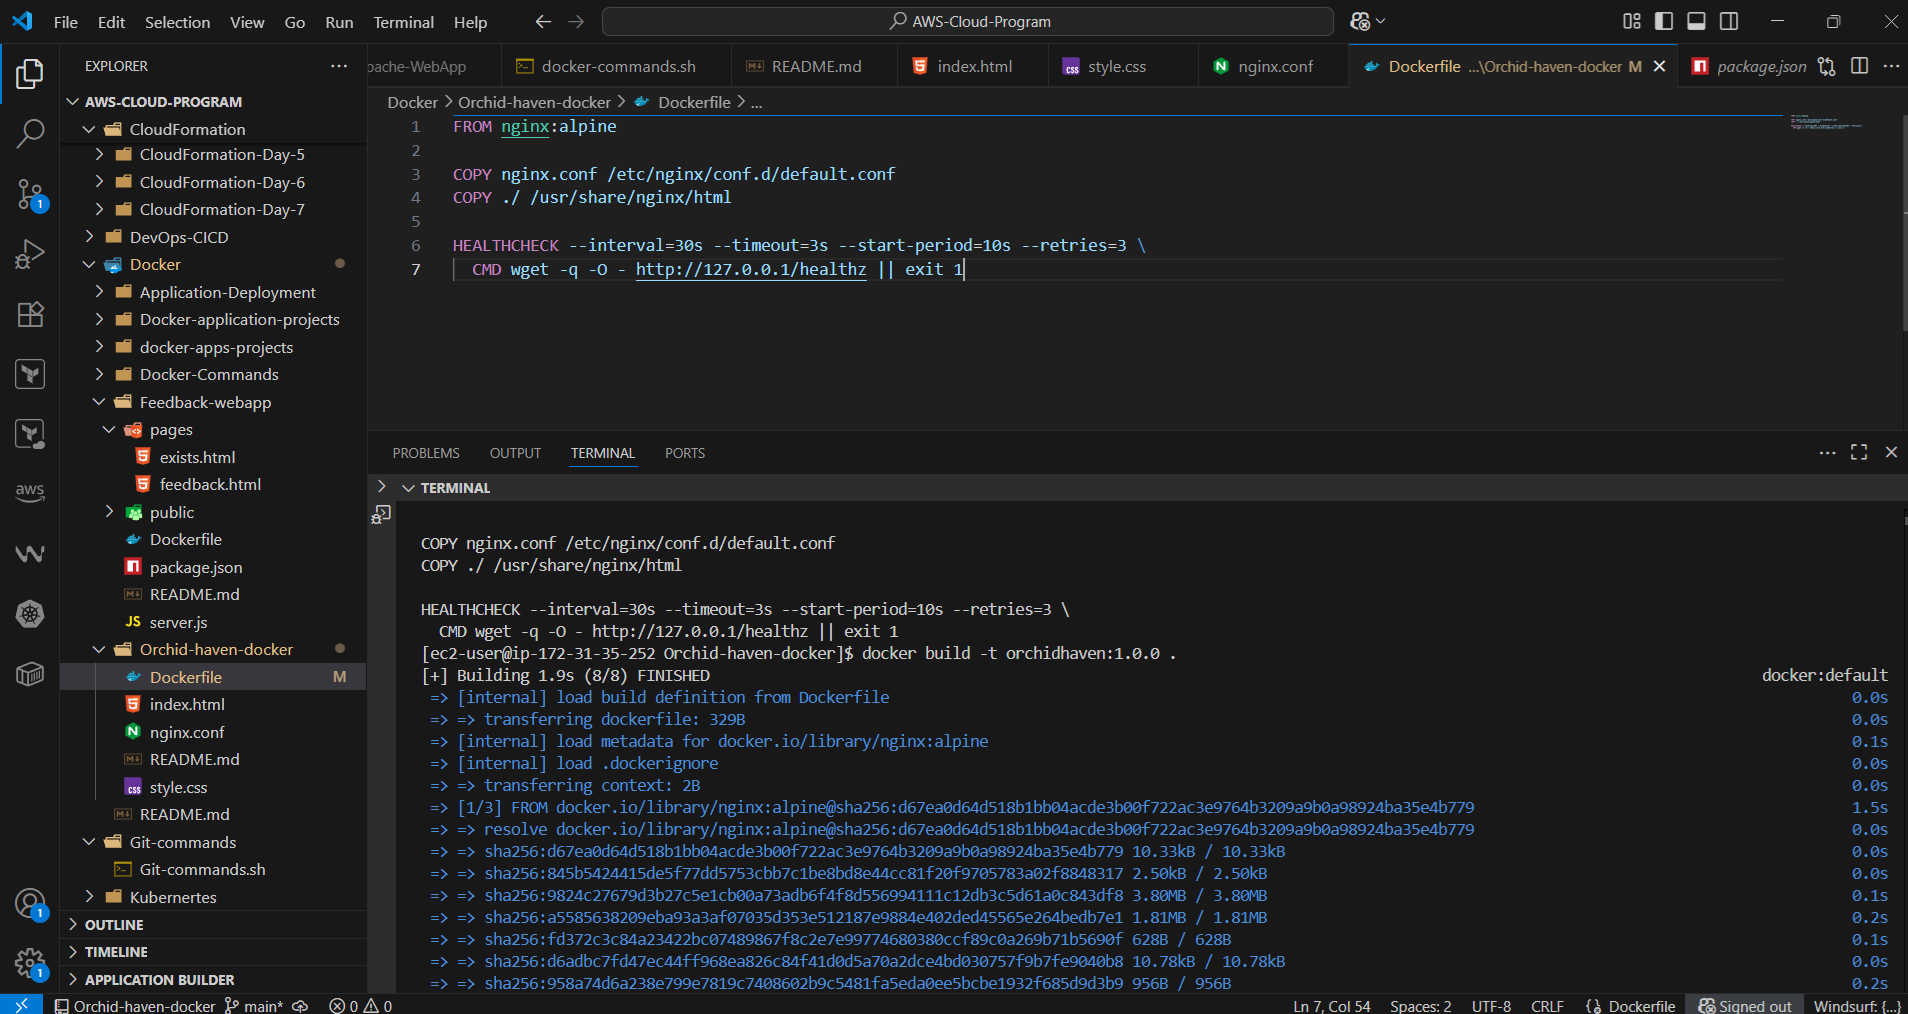 File Edit Selection View Go Run Terminal Help
AWS-Cloud-Program
EXPLORER
AWS-CLOUD-PROGRAM
CloudFormation
CloudFormation-Day-5
CloudFormation-Day-6
CloudFormation-Day-7
DevOps-CICD
Docker
Application-Deployment
Docker-application-projects
docker-apps-projects
Docker-Commands
Feedback-webapp
pages
exists.html
feedback.html
public
Dockerfile
package.json
README.md
JS server.js
Orchid-haven-docker
Dockerfile M
index.html
nginx.conf
README.md
style.css
README.md
Git-commands
Git-commands.sh
Kubernertes
OUTLINE
TIMELINE
APPLICATION BUILDER
aws
1
1
1
pache-WebApp
docker-commands.sh
README.md
index.html
style.css
nginx.conf
Dockerfile ...\Orchid-haven-docker M
package.json
Docker > Orchid-haven-docker > Dockerfile > ...
1 FROM nginx:alpine
2
3 COPY nginx.conf /etc/nginx/conf.d/default.conf
4 COPY ./ /usr/share/nginx/html
5
6 HEALTHCHECK --interval=30s --timeout=3s --start-period=10s --retries=3 \
7 CMD wget -q -O - http://127.0.0.1/healthz || exit 1
PROBLEMS OUTPUT TERMINAL PORTS
TERMINAL
COPY nginx.conf /etc/nginx/conf.d/default.conf
COPY ./ /usr/share/nginx/html
HEALTHCHECK --interval=30s --timeout=3s --start-period=10s --retries=3 \
CMD wget -q -O - http://127.0.0.1/healthz || exit 1
[ec2-user@ip-172-31-35-252 Orchid-haven-docker]$ docker build -t orchidhaven:1.0.0 .
[+] Building 1.9s (8/8) FINISHED docker:default
=> [internal] load build definition from Dockerfile 0.0s
=> => transferring dockerfile: 329B 0.0s
=> [internal] load metadata for docker.io/library/nginx:alpine 0.1s
=> [internal] load .dockerignore 0.0s
=> => transferring context: 2B 0.0s
=> [1/3] FROM docker.io/library/nginx:alpine@sha256:d67ea0d64d518b1bb04acde3b00f722ac3e9764b3209a9b0a98924ba35e4b779 1.5s
=> => resolve docker.io/library/nginx:alpine@sha256:d67ea0d64d518b1bb04acde3b00f722ac3e9764b3209a9b0a98924ba35e4b779 0.0s
=> => sha256:d67ea0d64d518b1bb04acde3b00f722ac3e9764b3209a9b0a98924ba35e4b779 10.33kB / 10.33kB 0.0s
=> => sha256:845b5424415de5f77dd5753cbb7c1be8bd8e44cc81f20f9705783a02f8848317 2.50kB / 2.50kB 0.0s
=> => sha256:9824c27679d3b27c5e1cb00a73adb6f4f8d556994111c12db3c5d61a0c843df8 3.80MB / 3.80MB 0.1s
=> => sha256:a5585638209eba93a3af07035d353e512187e9884e402ded45565e264bedb7e1 1.81MB / 1.81MB 0.2s
=> => sha256:fd372c3c84a23422bc07489867f8c2e7e99774680380ccf89c0a269b71b5690f 628B / 628B 0.1s
=> => sha256:d6adbc7fd47ec44ff968ea826c84f41d0d5a70a2dce4bd030757f9b7fe9040b8 10.78kB / 10.78kB 0.0s
=> => sha256:958a74d6a238e799e7819c7408602b9c5481fa5eda0ee5bcbe1932f685d9d3b9 956B / 956B 0.2s
Orchid-haven-docker main* 0 0 Ln 7, Col 54 Spaces: 2 UTF-8 CRLF {} Dockerfile Signed out Windsurf: {...}